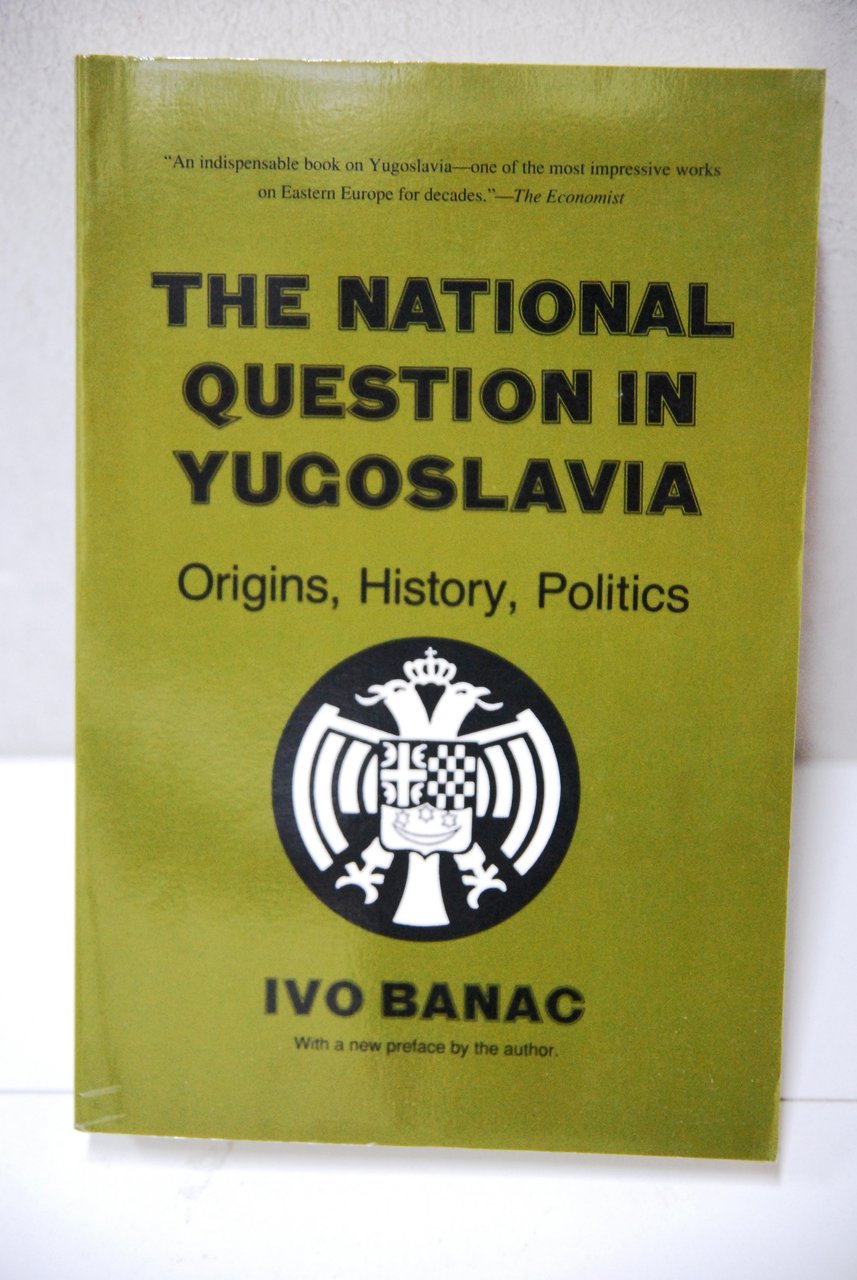 “An indispensable book on Yugoslavia—one of the most impressive works
on Eastern Europe for decades.”—The Economist
THE NATIONAL
QUESTION IN
YUGOSLAVIA
Origins, History, Politics
IVO BANAC
With a new preface by the author.